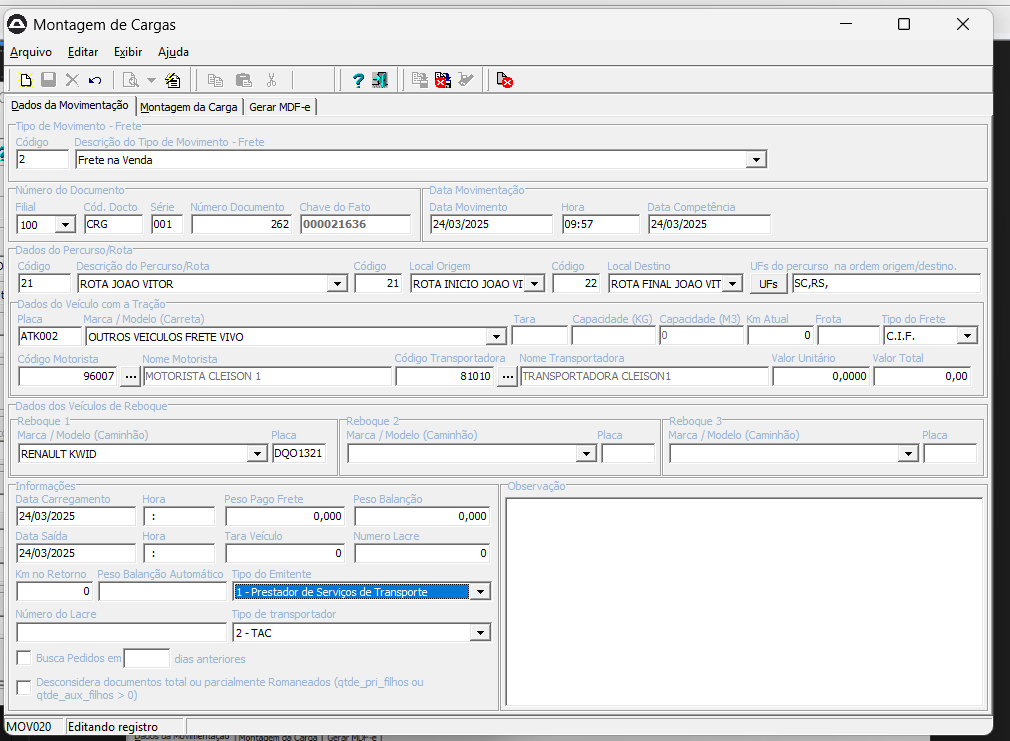 Montagem de Cargas
Arquivo Editar Exibir Ajuda
Dados da Movimentação Montagem da Carga Gerar MDF-e
Tipo de Movimento - Frete
Código Descrição do Tipo de Movimento - Frete
2 Frete na Venda
Número do Documento Data Movimentação
Filial Cód. Docto Série Número Documento Chave do Fato Data Movimento Hora Data Competência
100 CRG 001 262 000021636 24/03/2025 09:57 24/03/2025
Dados do Percurso/Rota
Código Descrição do Percurso/Rota Código Local Origem Código Local Destino UFs do percurso na ordem origem/destino.
21 ROTA JOAO VITOR 21 ROTA INICIO JOAO VI 22 ROTA FINAL JOAO VIT UFs SC,RS,
Dados do Veículo com a Tração
Placa Marca / Modelo (Carreta) Tara Capacidade (KG) Capacidade (M3) Km Atual Frota Tipo do Frete
ATK002 OUTROS VEICULOS FRETE VIVO 0 0 C.I.F.
Código Motorista Nome Motorista Código Transportadora Nome Transportadora Valor Unitário Valor Total
96007 ... MOTORISTA CLEISON 1 81010 ... TRANSPORTADORA CLEISON1 0,0000 0,00
Dados dos Veículos de Reboque
Reboque 1 Reboque 2 Reboque 3
Marca / Modelo (Caminhão) Placa Marca / Modelo (Caminhão) Placa Marca / Modelo (Caminhão) Placa
RENAULT KWID DQO1321
Informações Observação
Data Carregamento Hora Peso Pago Frete Peso Balanção
24/03/2025 : 0,000 0,000
Data Saída Hora Tara Veículo Numero Lacre
24/03/2025 : 0 0
Km no Retorno Peso Balanção Automático Tipo do Emitente
0 1 - Prestador de Serviços de Transporte
Número do Lacre Tipo de transportador
2 - TAC
Busca Pedidos em dias anteriores
Desconsidera documentos total ou parcialmente Romaneados (qtde_pri_filhos ou
qtde_aux_filhos > 0)
MOV020 Editando registro
Dados da Movimentação Montagem da Carga Gerar MDF-e